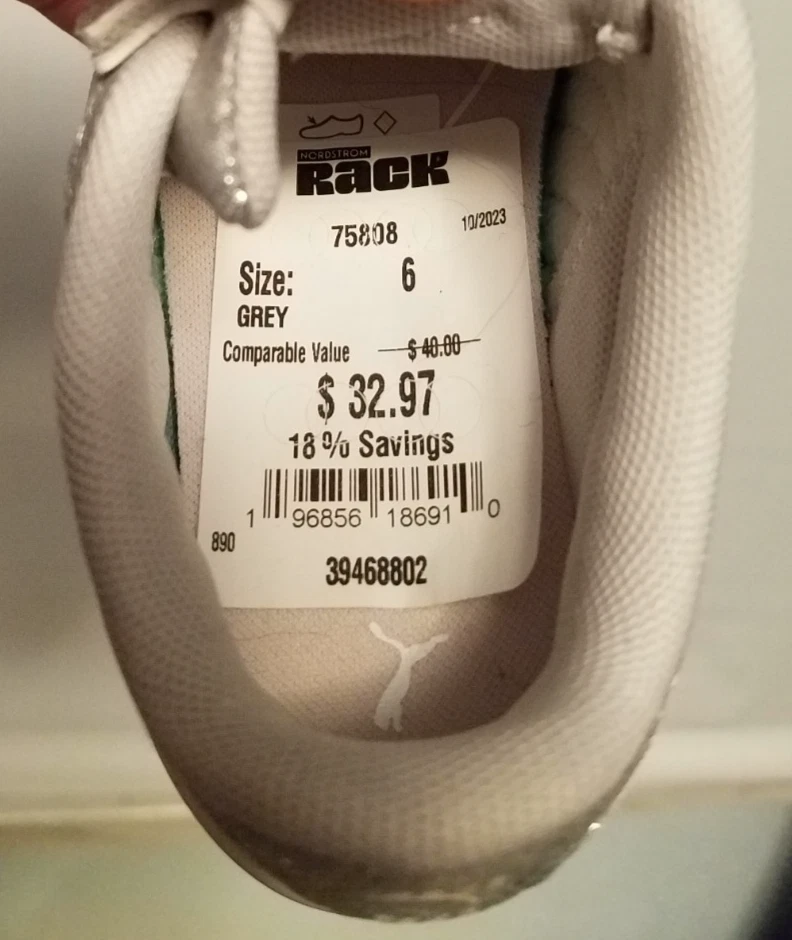 NORDSTROM
Rack
75808 10/2023
Size: 6
GREY
Comparable Value $ 40.00
$ 32.97
18% Savings
1 96856 18691 0
890
39468802